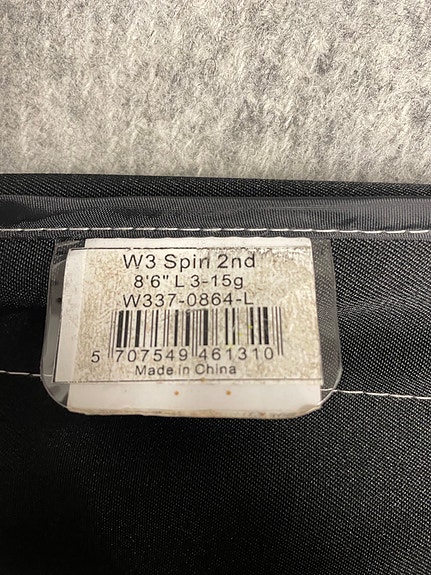 W3 Spin 2nd
8'6" L 3-15g
W337-0864-L
5 707549 461310
Made in China